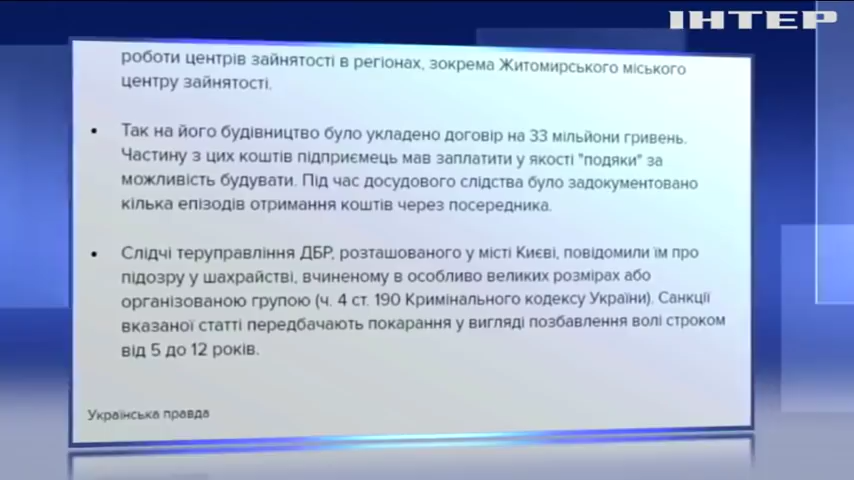 ІНТЕР
роботи центрів зайнятості в регіонах, зокрема Житомирського міського
центру зайнятості.
• Так на його будівництво було укладено договір на 33 мільйони гривень.
Частину з цих коштів підприємець мав заплатити у якості "подяки" за
можливість будувати. Під час досудового слідства було задокументовано
кілька епізодів отримання коштів через посередника.
• Слідчі теруправління ДБР, розташованого у місті Києві, повідомили їм про
підозру у шахрайстві, вчиненому в особливо великих розмірах або
організованою групою (ч. 4 ст. 190 Кримінального кодексу України). Санкції
вказаної статті передбачають покарання у вигляді позбавлення волі строком
від 5 до 12 років.
Українська правда